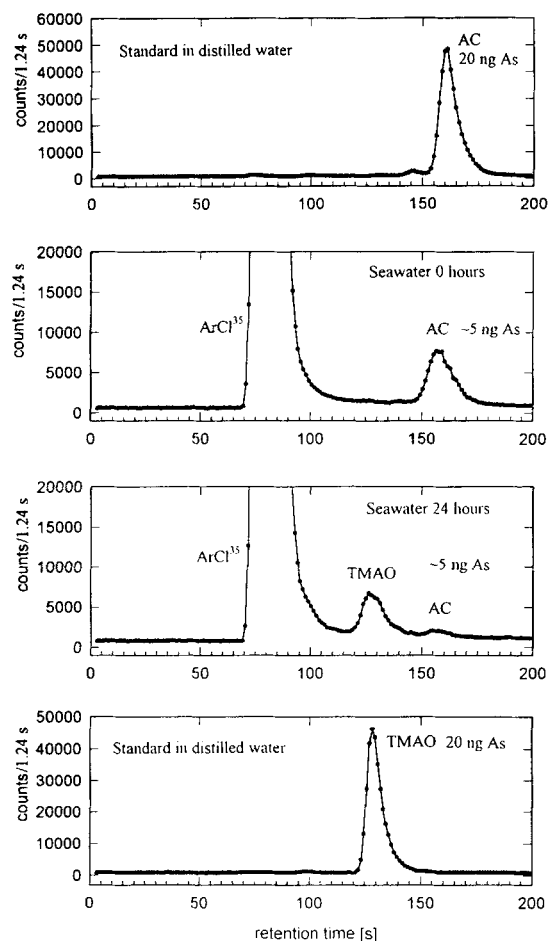 counts/1.24 s
60000
50000
40000
30000
20000
10000
0
Standard in distilled water
AC
20 ng As
0 50 100 150 200
counts/1.24 s
20000
15000
10000
5000
0
Seawater 0 hours
ArCl³⁵
AC ~5 ng As
0 50 100 150 200
counts/1.24 s
20000
15000
10000
5000
0
Seawater 24 hours
ArCl³⁵
TMAO
~5 ng As
AC
0 50 100 150 200
counts/1.24 s
50000
40000
30000
20000
10000
0
Standard in distilled water
TMAO 20 ng As
0 50 100 150 200
retention time [s]